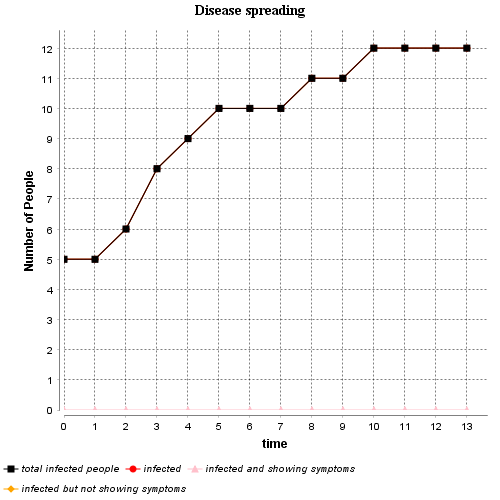 Disease spreading
Number of People
12
11
10
9
8
7
6
5
4
3
2
1
0
0 1 2 3 4 5 6 7 8 9 10 11 12 13
time
total infected people infected infected and showing symptoms
infected but not showing symptoms